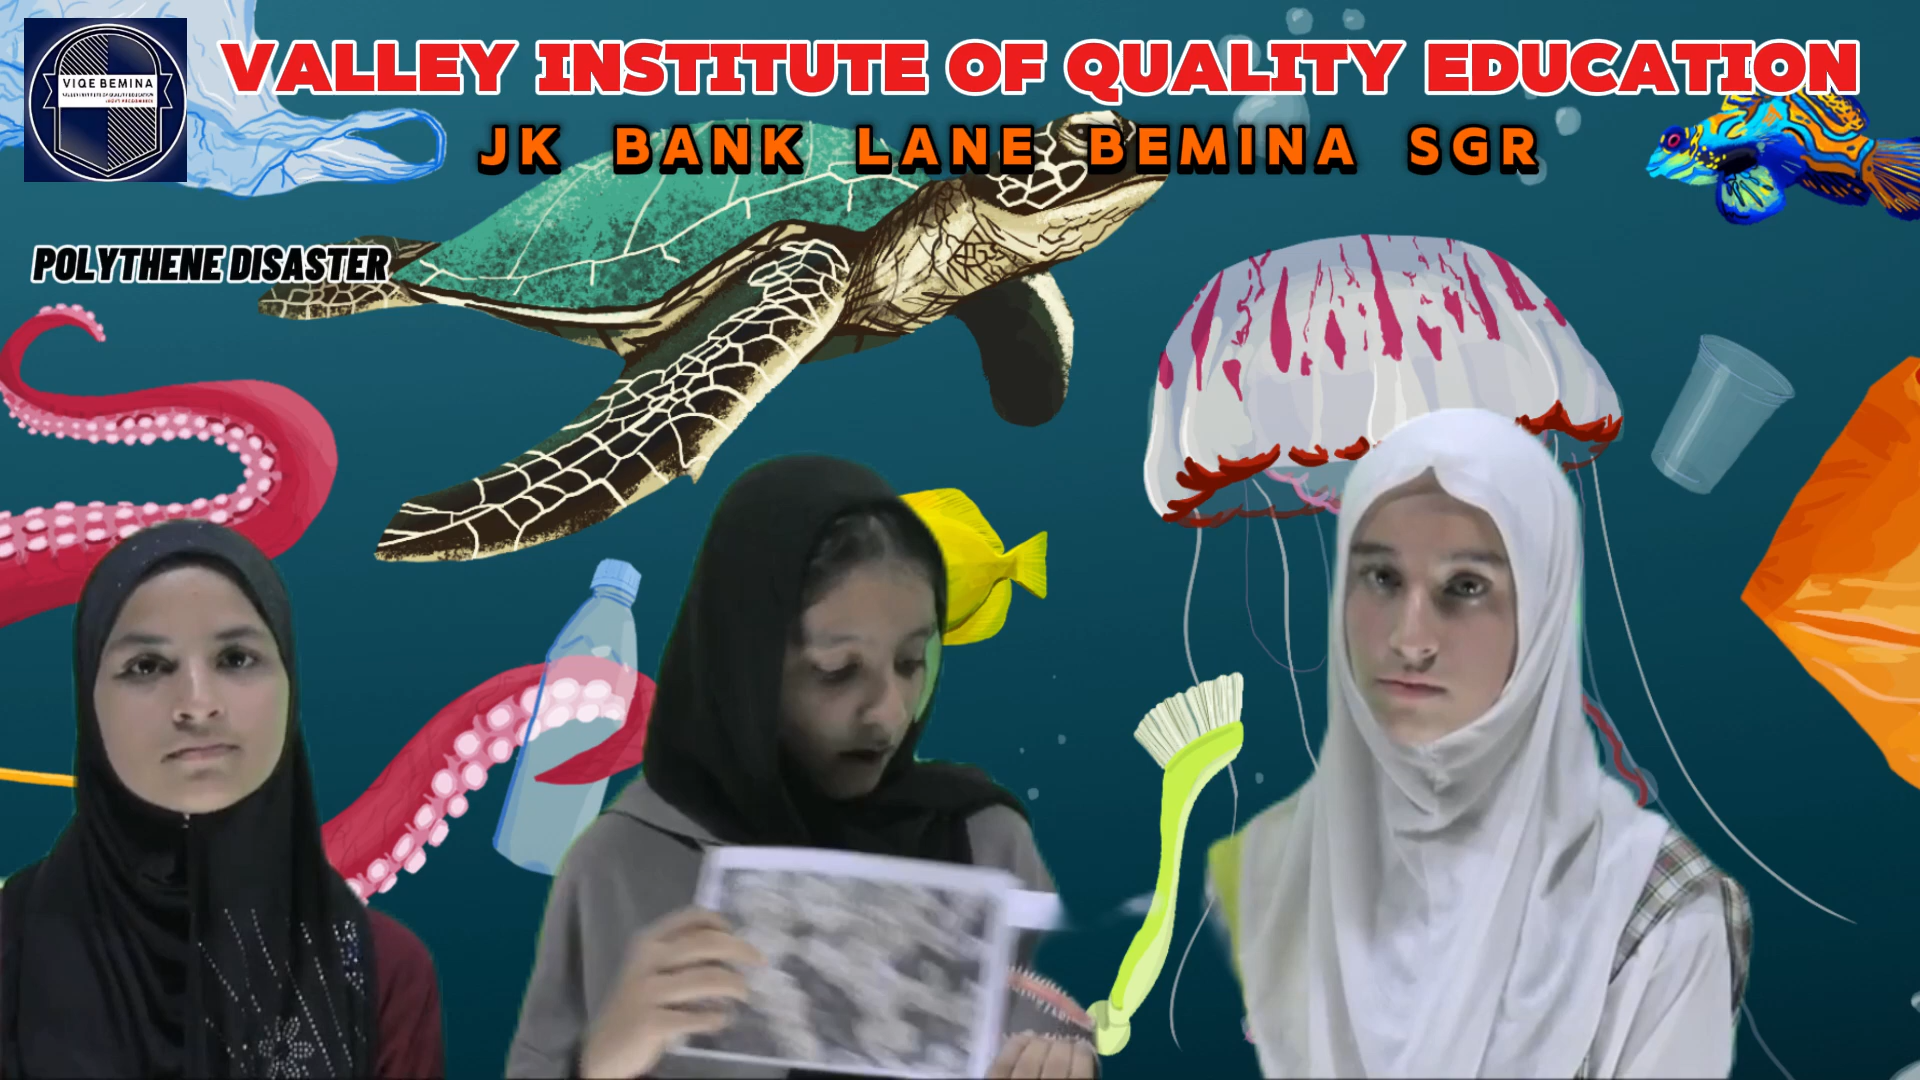 VALLEY INSTITUTE OF QUALITY EDUCATION
VIQE BEMINA
JK BANK LANE BEMINA SGR
POLYTHENE DISASTER